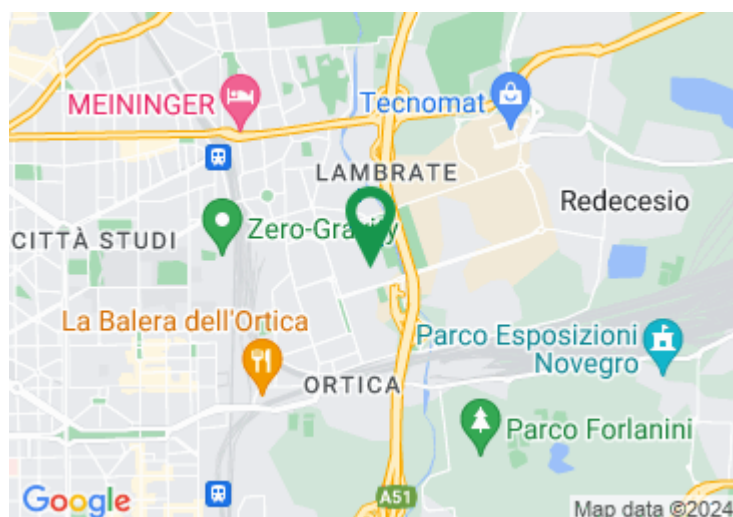 MEININGER
Tecnomat
LAMBRATE
Redecesio
Zero-Gravity
CITTÀ STUDI
La Balera dell'Ortica
Parco Esposizioni
Novegro
ORTICA
Parco Forlanini
A51
Google
Map data ©2024